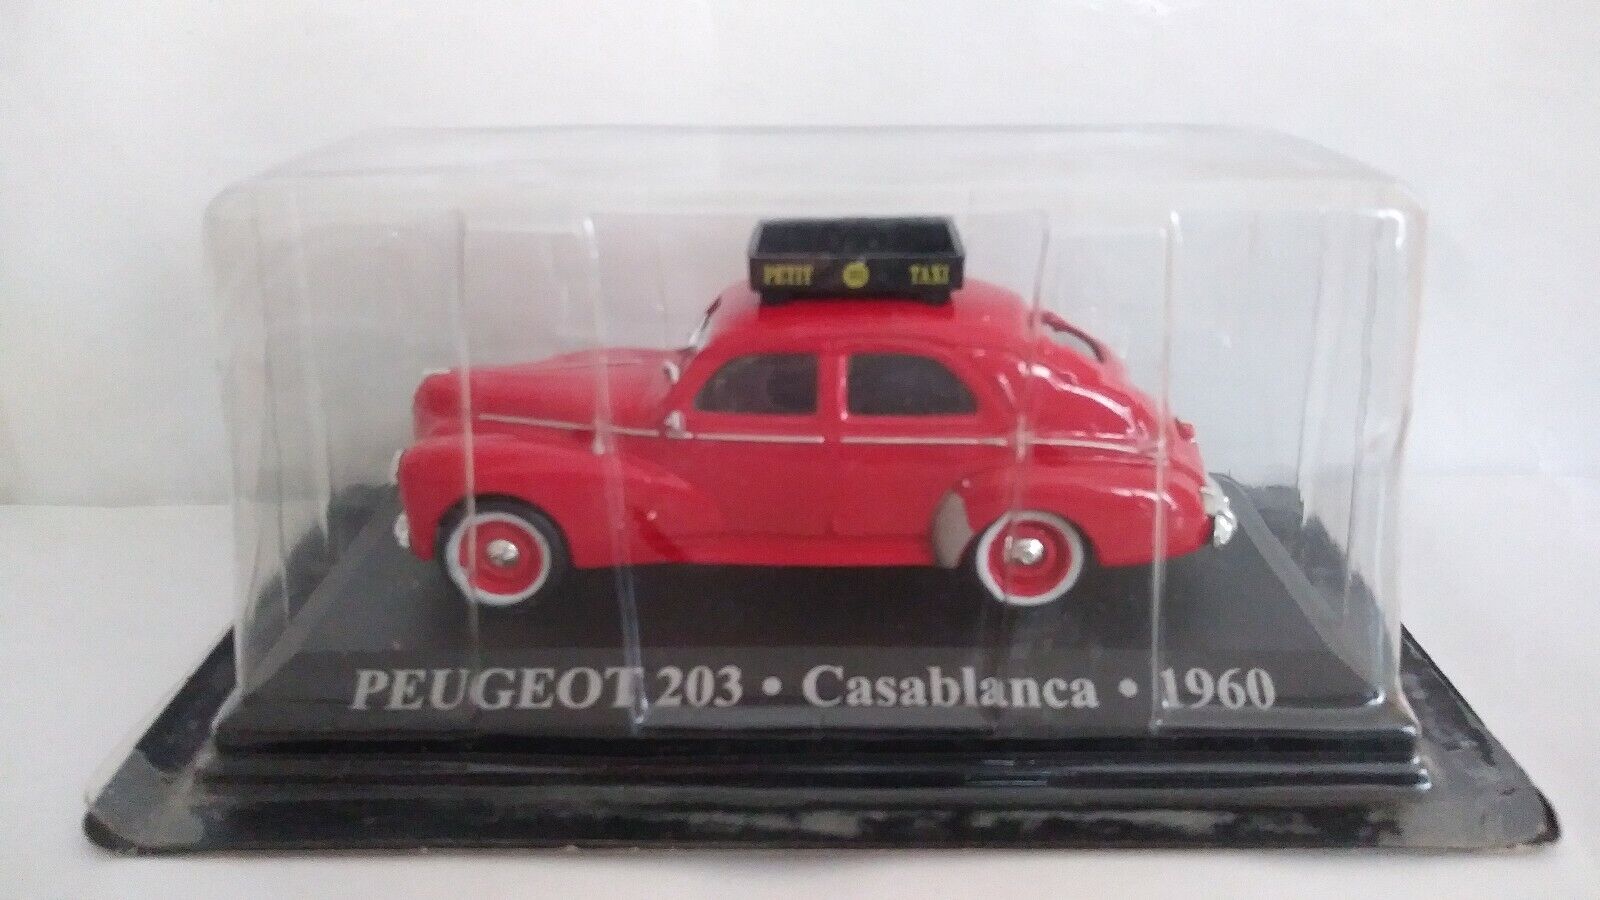 PETIT TAXI
PEUGEOT 203 • Casablanca • 1960